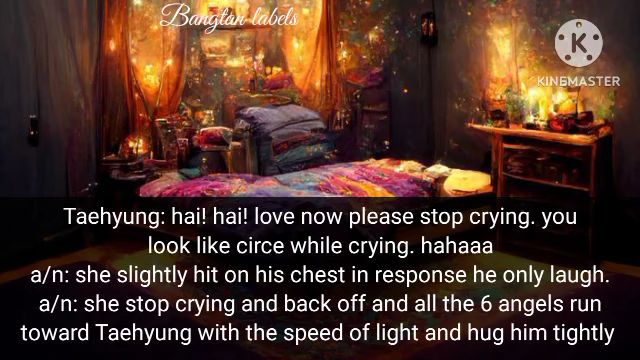 Bangtan labels
K
KINEMASTER
Taehyung: hai! hai! love now please stop crying. you
look like circe while crying. hahaaa
a/n: she slightly hit on his chest in response he only laugh.
a/n: she stop crying and back off and all the 6 angels run
toward Taehyung with the speed of light and hug him tightly